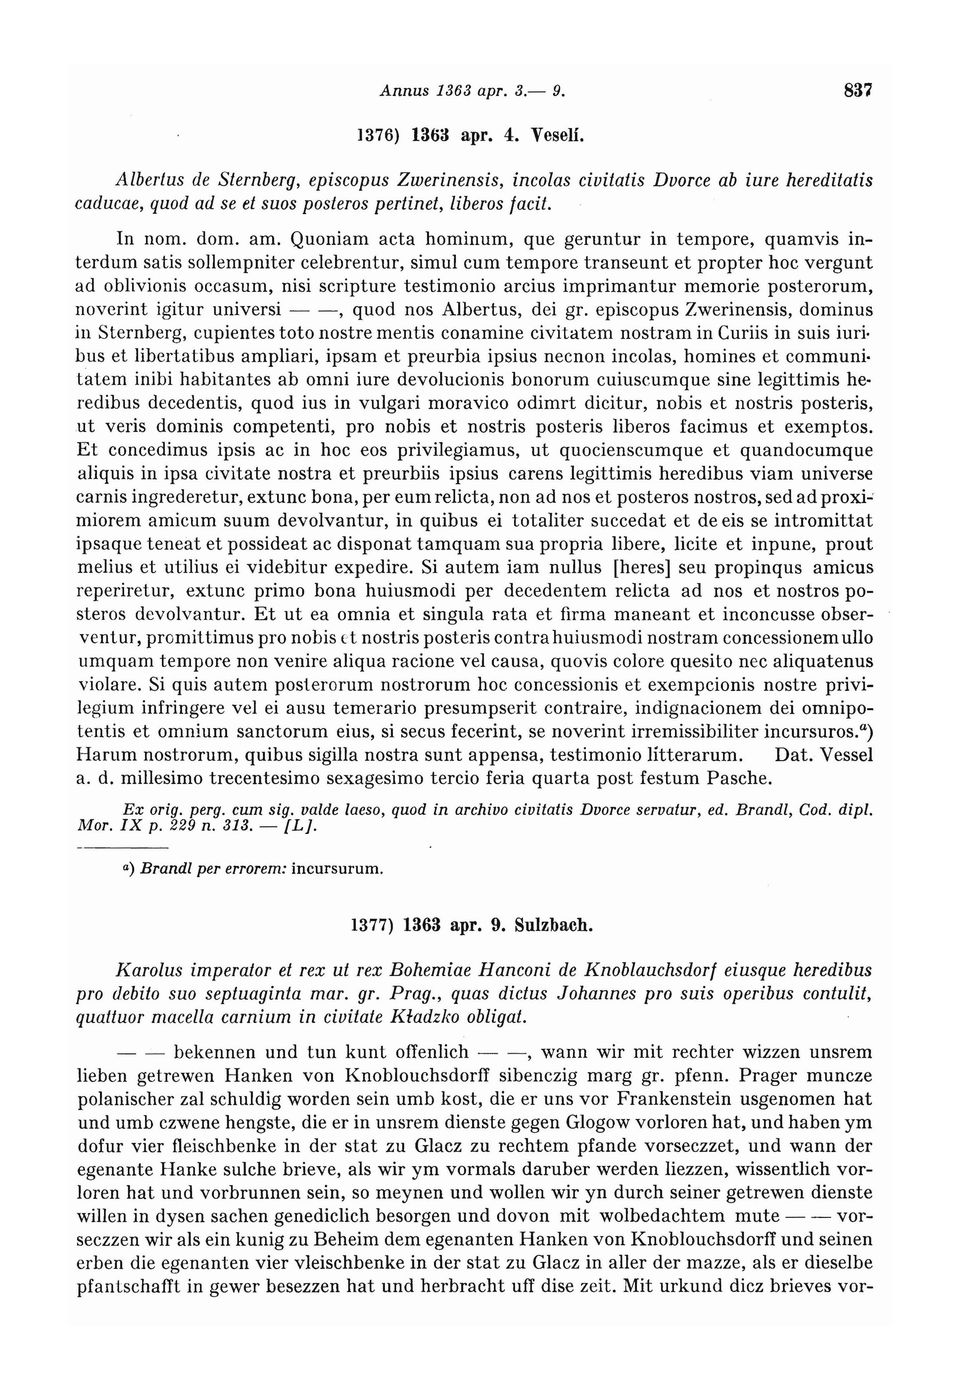 Annus 1363 apr. 3.— 9. 837
1376) 1363 apr. 4. Veselí.
Albertus de Sternberg, episcopus Zwerinensis, incolas civitatis Dvorce ab iure hereditatis
caducae, quod ad se et suos posteros pertinet, liberos facit.
In nom. dom. am. Quoniam acta hominum, que geruntur in tempore, quamvis in-
terdum satis sollempniter celebrentur, simul cum tempore transeunt et propter hoc vergunt
ad oblivionis occasum, nisi scripture testimonio arcius imprimantur memorie posterorum,
noverint igitur universi — —, quod nos Albertus, dei gr. episcopus Zwerinensis, dominus
in Sternberg, cupientes toto nostre mentis conamine civitatem nostram in Curiis in suis iuri-
bus et libertatibus ampliari, ipsam et preurbia ipsius necnon incolas, homines et communi-
tatem inibi habitantes ab omni iure devolucionis bonorum cuiuscumque sine legittimis he-
redibus decedentis, quod ius in vulgari moravico odimrt dicitur, nobis et nostris posteris,
ut veris dominis competenti, pro nobis et nostris posteris liberos facimus et exemptos.
Et concedimus ipsis ac in hoc eos privilegiamus, ut quocienscumque et quandocumque
aliquis in ipsa civitate nostra et preurbiis ipsius carens legittimis heredibus viam universe
carnis ingrederetur, extunc bona, per eum relicta, non ad nos et posteros nostros, sed ad proxi-
miorem amicum suum devolvantur, in quibus ei totaliter succedat et de eis se intromittat
ipsaque teneat et possideat ac disponat tamquam sua propria libere, licite et inpune, prout
melius et utilius ei videbitur expedire. Si autem iam nullus [heres] seu propinqus amicus
reperiretur, extunc primo bona huiusmodi per decedentem relicta ad nos et nostros po-
steros devolvantur. Et ut ea omnia et singula rata et firma maneant et inconcusse obser-
ventur, promittimus pro nobis et nostris posteris contra huiusmodi nostram concessionem ullo
umquam tempore non venire aliqua racione vel causa, quovis colore quesito nec aliquatenus
violare. Si quis autem posterorum nostrorum hoc concessionis et exempcionis nostre privi-
legium infringere vel ei ausu temerario presumpserit contraire, indignacionem dei omnipo-
tentis et omnium sanctorum eius, si secus fecerint, se noverint irremissibiliter incursuros.a)
Harum nostrorum, quibus sigilla nostra sunt appensa, testimonio litterarum. Dat. Vessel
a. d. millesimo trecentesimo sexagesimo tercio feria quarta post festum Pasche.
Ex orig. perg. cum sig. valde laeso, quod in archivo civitatis Dvorce servatur, ed. Brandl, Cod. dipl.
Mor. IX p. 229 n. 313. — [L].
a) Brandl per errorem: incursurum.
1377) 1363 apr. 9. Sulzbach.
Karolus imperator et rex ut rex Bohemiae Hanconi de Knoblauchsdorf eiusque heredibus
pro debito suo septuaginta mar. gr. Prag., quas dictus Johannes pro suis operibus contulit,
quattuor macella carnium in civitate Kładzko obligat.
— — bekennen und tun kunt offenlich — —, wann wir mit rechter wizzen unsrem
lieben getrewen Hanken von Knoblouchsdorff sibenczig marg gr. pfenn. Prager muncze
polanischer zal schuldig worden sein umb kost, die er uns vor Frankenstein usgenomen hat
und umb czwene hengste, die er in unsrem dienste gegen Glogow vorloren hat, und haben ym
dofur vier fleischbenke in der stat zu Glacz zu rechtem pfande vorseczzet, und wann der
egenante Hanke sulche brieve, als wir ym vormals daruber werden liezzen, wissentlich vor-
loren hat und vorbrunnen sein, so meynen und wollen wir yn durch seiner getrewen dienste
willen in dysen sachen genediclich besorgen und dovon mit wolbedachtem mute — — vor-
seczzen wir als ein kunig zu Beheim dem egenanten Hanken von Knoblouchsdorff und seinen
erben die egenanten vier vleischbenke in der stat zu Glacz in aller der mazze, als er dieselbe
pfantschafft in gewer besezzen hat und herbracht uff dise zeit. Mit urkund dicz brieves vor-